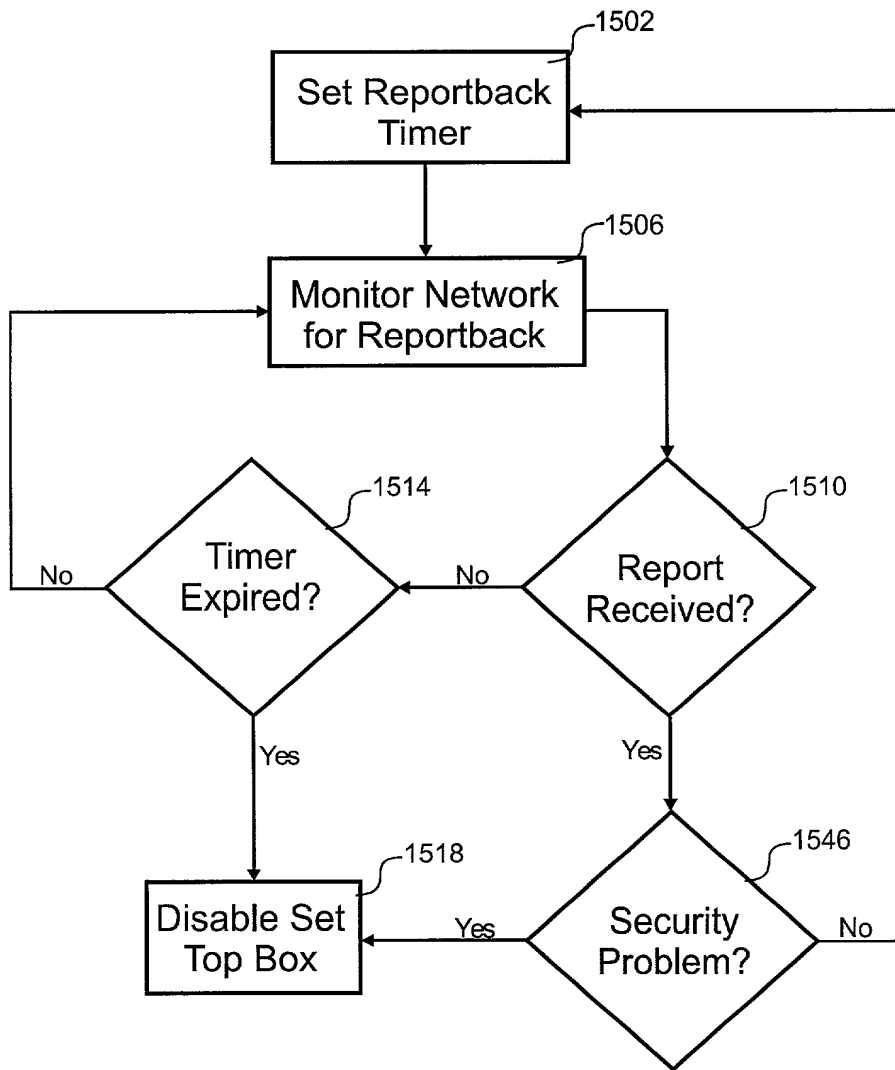 1502
Set Reportback
Timer
1506
Monitor Network
for Reportback
1514
1510
Timer
Expired?
Report
Received?
No
No
Yes
Yes
1518
1546
Disable Set
Top Box
Security
Problem?
Yes
No